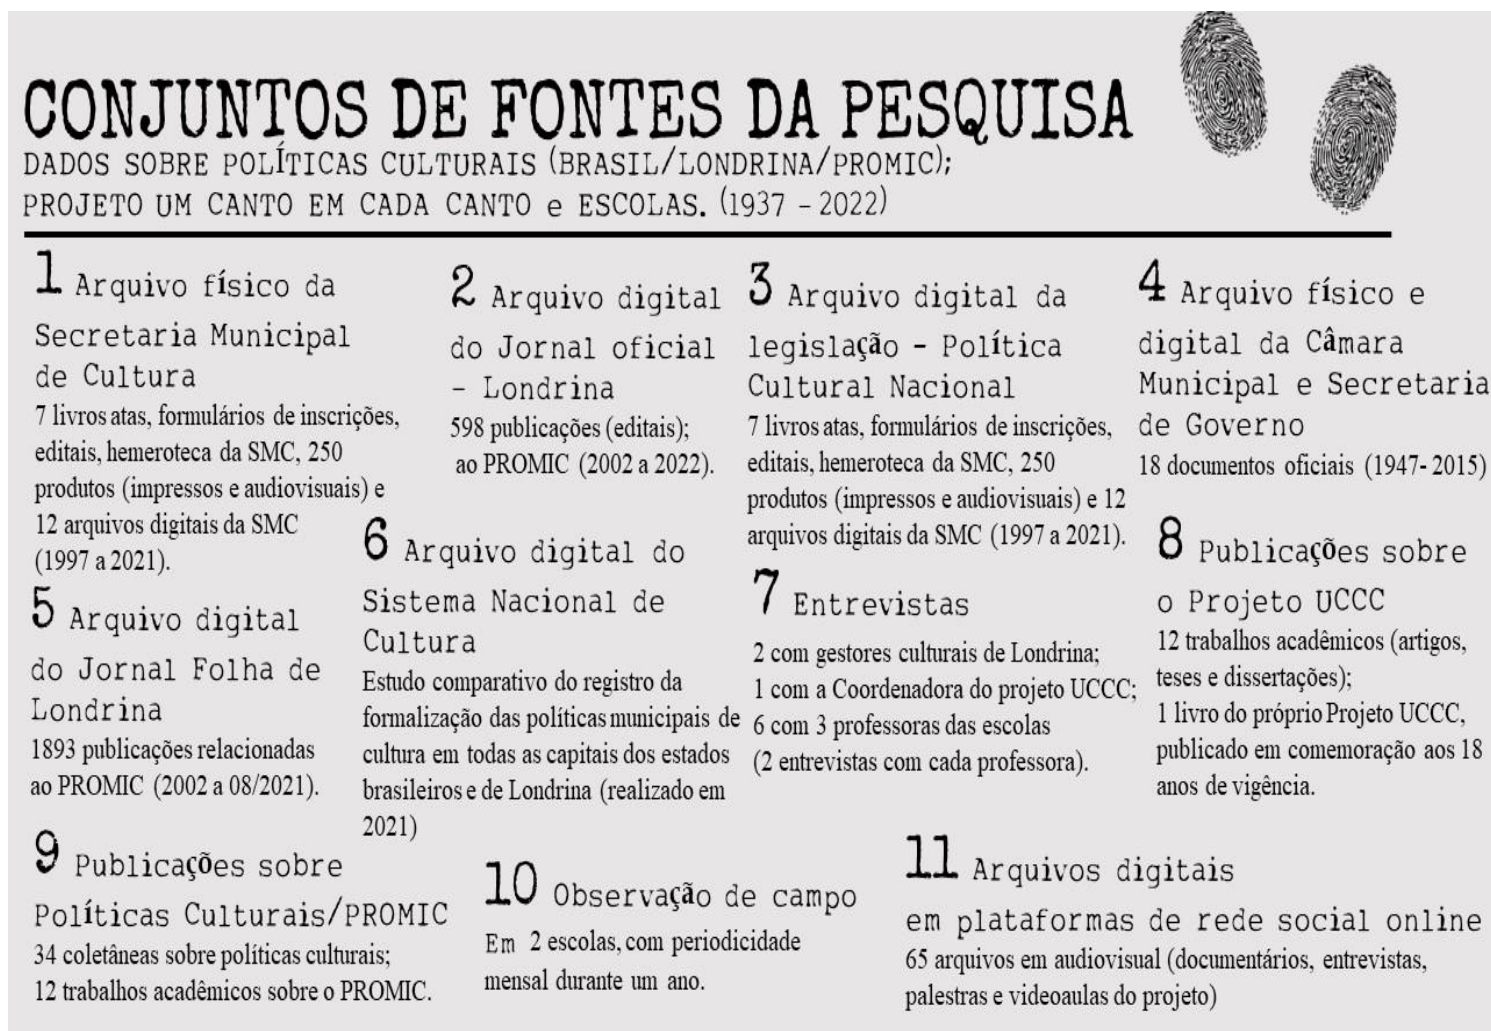 CONJUNTOS DE FONTES DA PESQUISA
DADOS SOBRE POLÍTICAS CULTURAIS (BRASIL/LONDRINA/PROMIC);
PROJETO UM CANTO EM CADA CANTO e ESCOLAS. (1937 - 2022)
1 Arquivo físico da
Secretaria Municipal
de Cultura
7 livros atas, formulários de inscrições,
editais, hemeroteca da SMC, 250
produtos (impressos e audiovisuais) e
12 arquivos digitais da SMC
(1997 a 2021).
2 Arquivo digital
do Jornal oficial
- Londrina
598 publicações (editais);
ao PROMIC (2002 a 2022).
3 Arquivo digital da
legislação - Política
Cultural Nacional
7 livros atas, formulários de inscrições,
editais, hemeroteca da SMC, 250
produtos (impressos e audiovisuais) e 12
arquivos digitais da SMC (1997 a 2021).
4 Arquivo físico e
digital da Câmara
Municipal e Secretaria
de Governo
18 documentos oficiais (1947- 2015)
5 Arquivo digital
do Jornal Folha de
Londrina
1893 publicações relacionadas
ao PROMIC (2002 a 08/2021).
6 Arquivo digital do
Sistema Nacional de
Cultura
Estudo comparativo do registro da
formalização das políticas municipais de
cultura em todas as capitais dos estados
brasileiros e de Londrina (realizado em
2021)
7 Entrevistas
2 com gestores culturais de Londrina;
1 com a Coordenadora do projeto UCCC;
6 com 3 professoras das escolas
(2 entrevistas com cada professora).
8 Publicações sobre
o Projeto UCCC
12 trabalhos acadêmicos (artigos,
teses e dissertações);
1 livro do próprio Projeto UCCC,
publicado em comemoração aos 18
anos de vigência.
9 Publicações sobre
Políticas Culturais/PROMIC
34 coletâneas sobre políticas culturais;
12 trabalhos acadêmicos sobre o PROMIC.
10 Observação de campo
Em 2 escolas, com periodicidade
mensal durante um ano.
11 Arquivos digitais
em plataformas de rede social online
65 arquivos em audiovisual (documentários, entrevistas,
palestras e videoaulas do projeto)